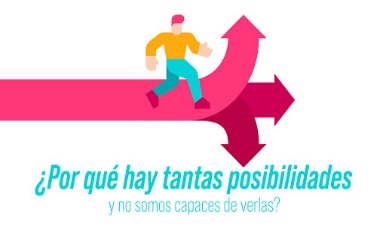 ¿Por qué hay tantas posibilidades
y no somos capaces de verlas?